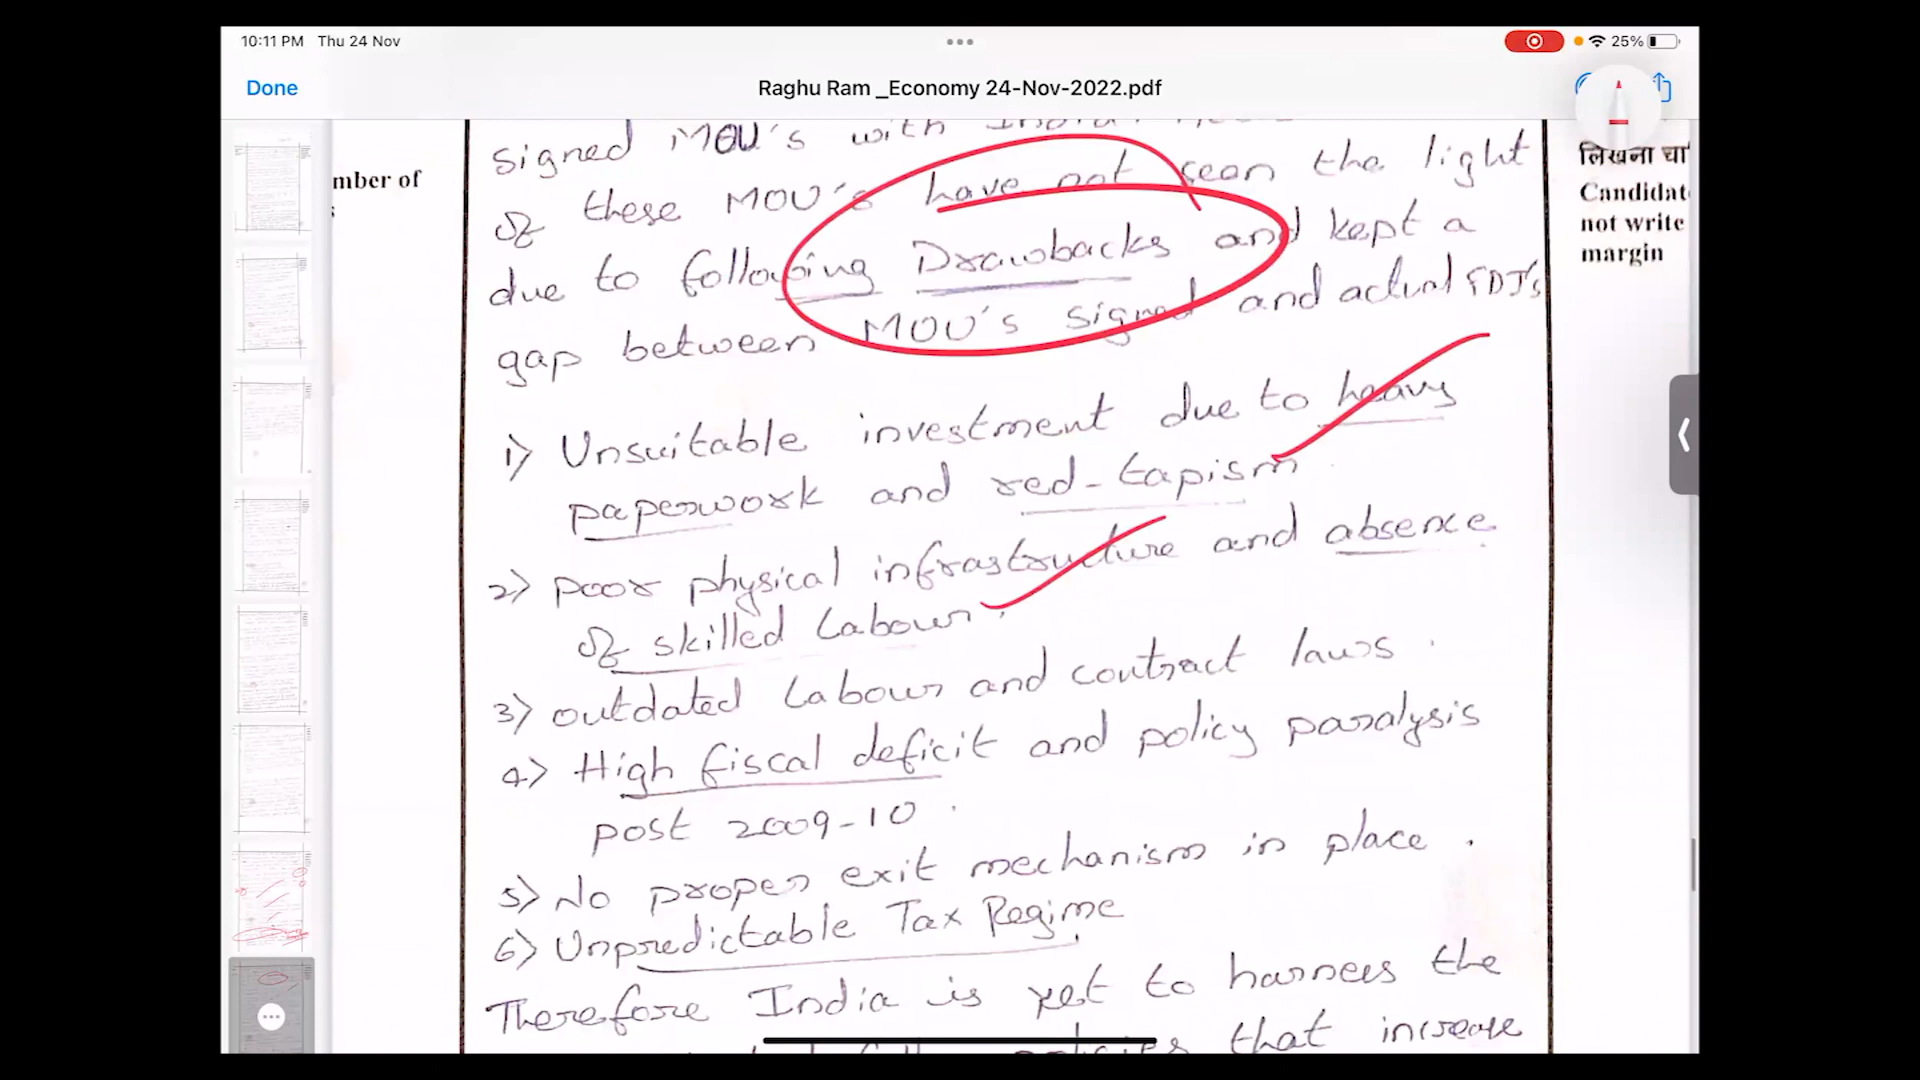 10:11 PM Thu 24 Nov
25%
Done
Raghu Ram _Economy 24-Nov-2022.pdf
mber of
लिखना चा
Candidat
not write
margin
signed MOU's with
of these MOU's have not seen the light
due to following Drawbacks and kept a
gap between MOU's signed and actual FDI's
1) Unsuitable investment due to heavy
paperwork and red-tapism
2) poor physical infrastructure and absence
of skilled Labour.
3) outdated Labour and contract laws.
4) High fiscal deficit and policy paralysis
post 2009-10.
5) No proper exit mechanism in place.
6) Unpredictable Tax Regime
Therefore India is yet to harness the
that increase